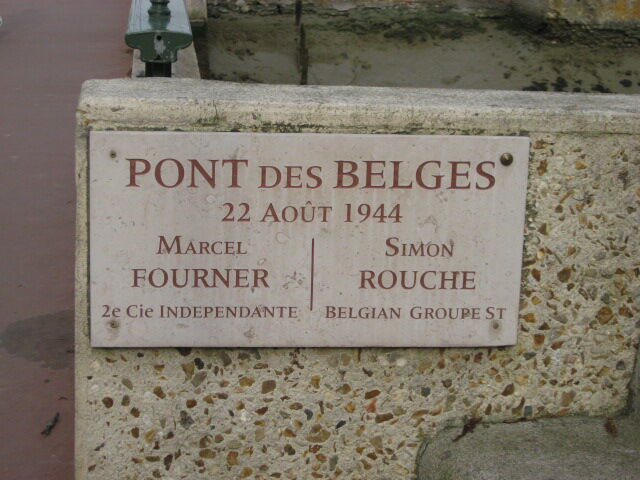 PONT DES BELGES
22 AOÛT 1944
MARCEL
FOURNER
2e Cie INDEPENDANTE
SIMON
ROUCHE
BELGIAN GROUPE ST